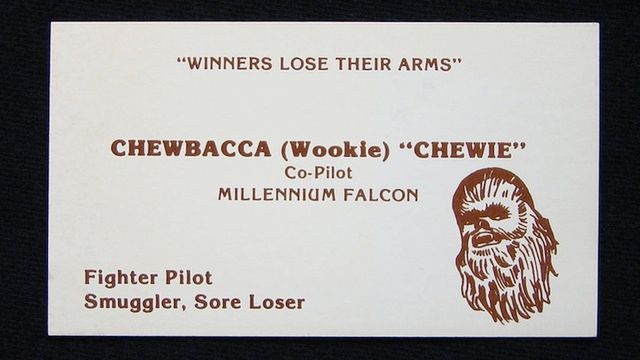 "WINNERS LOSE THEIR ARMS"
CHEWBACCA (Wookie) "CHEWIE"
Co-Pilot
MILLENNIUM FALCON
Fighter Pilot
Smuggler, Sore Loser